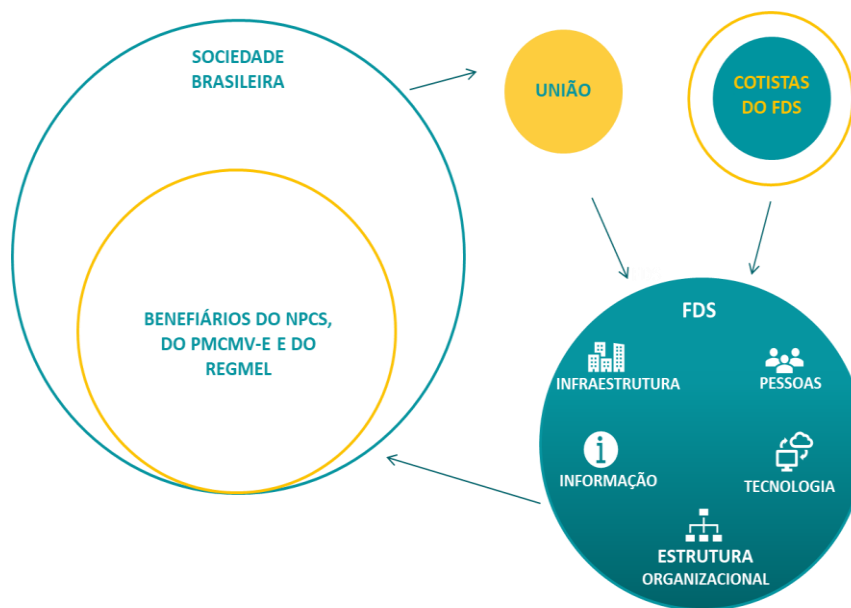 SOCIEDADE
BRASILEIRA
UNIÃO
COTISTAS
DO FDS
BENEFIÁRIOS DO NPCS,
DO PMCMV-E E DO
REGMEL
FDS
INFRAESTRUTURA
PESSOAS
INFORMAÇÃO
TECNOLOGIA
ESTRUTURA
ORGANIZACIONAL